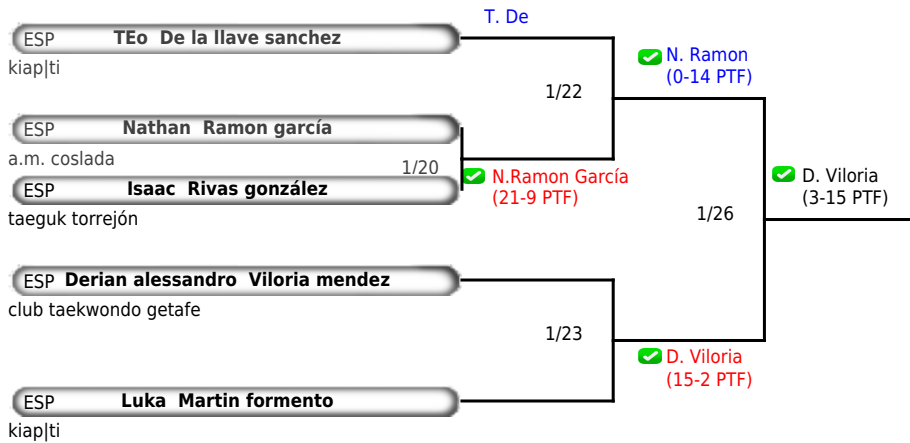 T. De
ESP TEo De la llave sanchez
kiap|ti
N. Ramon
(0-14 PTF)
1/22
ESP Nathan Ramon garcía
a.m. coslada
1/20
N.Ramon García
(21-9 PTF)
ESP Isaac Rivas gonzález
taeguk torrejón
D. Viloria
(3-15 PTF)
1/26
ESP Derian alessandro Viloria mendez
club taekwondo getafe
1/23
D. Viloria
(15-2 PTF)
ESP Luka Martin formento
kiap|ti